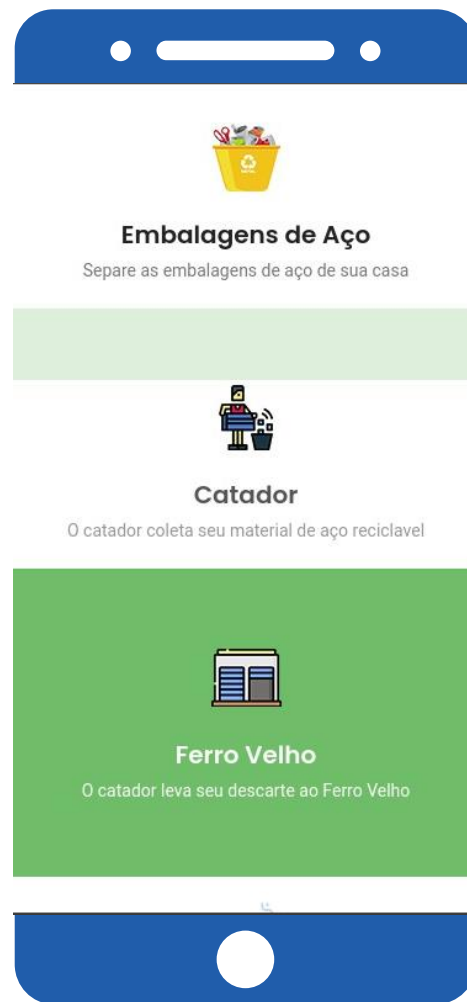 Embalagens de Aço
Separe as embalagens de aço de sua casa
Catador
O catador coleta seu material de aço reciclavel
Ferro Velho
O catador leva seu descarte ao Ferro Velho